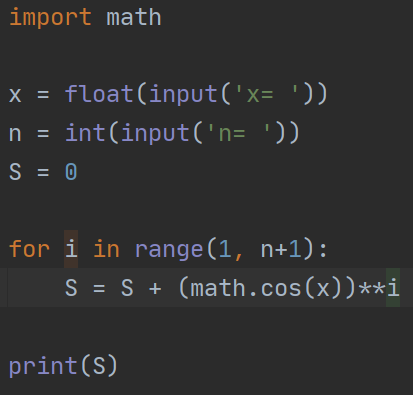 import math
x = float(input('x= '))
n = int(input('n= '))
S = 0
for i in range(1, n+1):
    S = S + (math.cos(x))**i
print(S)